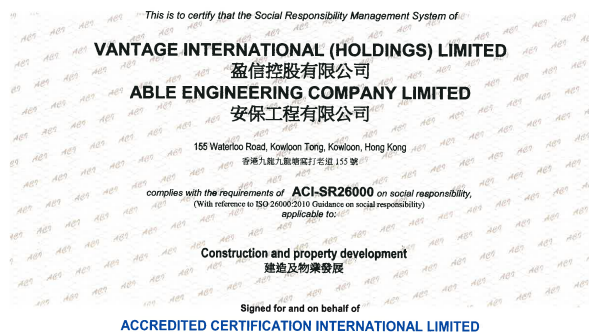 This is to certify that the Social Responsibility Management System of
VANTAGE INTERNATIONAL (HOLDINGS) LIMITED
盈信控股有限公司
ABLE ENGINEERING COMPANY LIMITED
安保工程有限公司
155 Waterloo Road, Kowloon Tong, Kowloon, Hong Kong
香港九龍九龍塘窩打老道 155 號
complies with the requirements of ACI-SR26000 on social responsibility,
(With reference to ISO 26000:2010 Guidance on social responsibility)
applicable to:
Construction and property development
建造及物業發展
Signed for and on behalf of
ACCREDITED CERTIFICATION INTERNATIONAL LIMITED